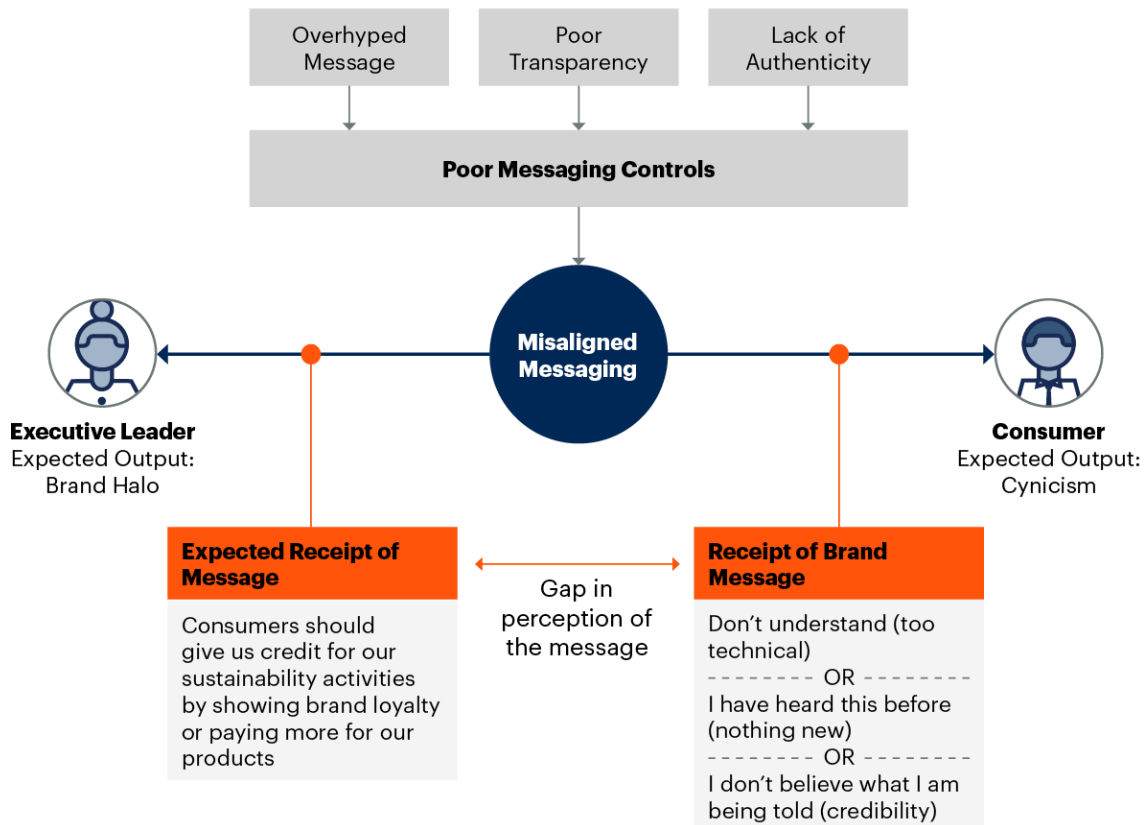 Overhyped
Message
Poor
Transparency
Lack of
Authenticity
Poor Messaging Controls
Misaligned
Messaging
Executive Leader
Expected Output:
Brand Halo
Consumer
Expected Output:
Cynicism
Expected Receipt of
Message
Consumers should
give us credit for our
sustainability activities
by showing brand loyalty
or paying more for our
products
Gap in
perception of
the message
Receipt of Brand
Message
Don’t understand (too
technical)
OR
I have heard this before
(nothing new)
OR
I don’t believe what I am
being told (credibility)